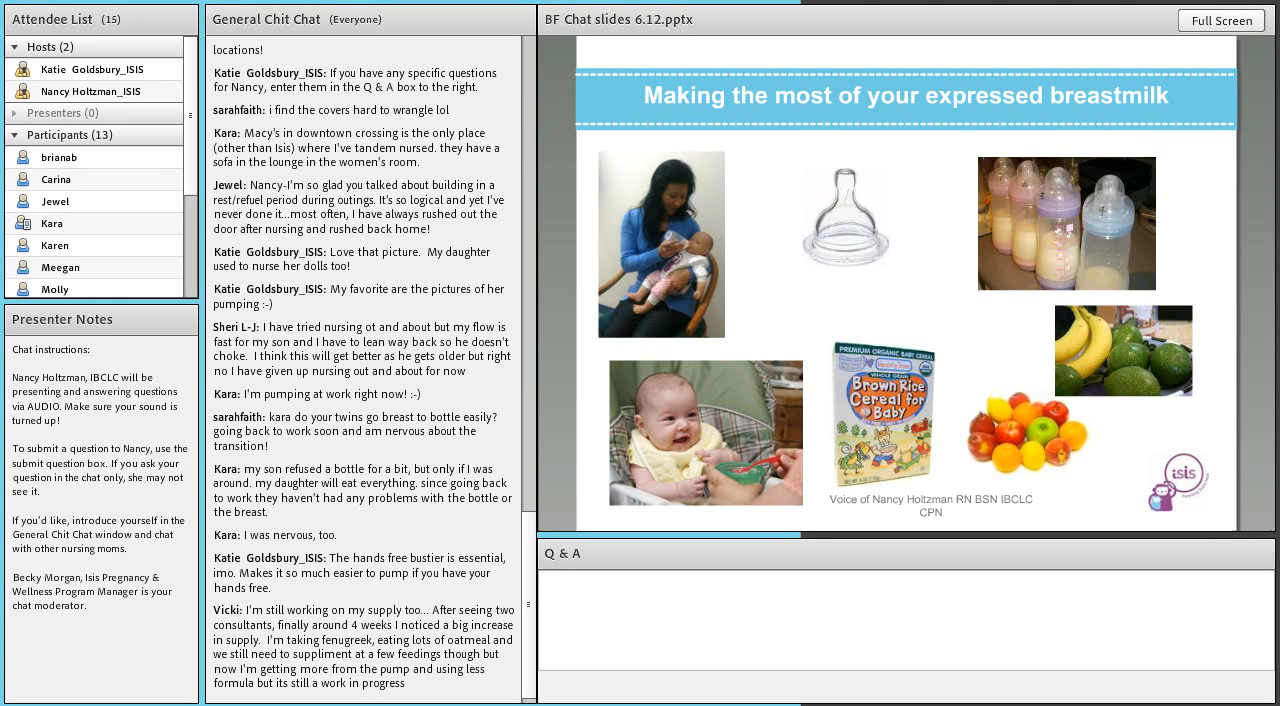 Attendee List (15)
Hosts (2)
Katie Goldsbury_ISIS
Nancy Holtzman_ISIS
Presenters (0)
Participants (13)
brianab
Carina
Jewel
Kara
Karen
Meegan
Molly
Presenter Notes
Chat instructions:
Nancy Holtzman, IBCLC will be
presenting and answering questions
via AUDIO. Make sure your sound is
turned up!
To submit a question to Nancy, use the
submit question box. If you ask your
question in the chat only, she may not
see it.
If you'd like, introduce yourself in the
General Chit Chat window and chat
with other nursing moms.
Becky Morgan, Isis Pregnancy &
Wellness Program Manager is your
chat moderator.
General Chit Chat (Everyone)
locations!
Katie Goldsbury_ISIS: If you have any specific questions
for Nancy, enter them in the Q & A box to the right.
sarahfaith: i find the covers hard to wrangle lol
Kara: Macy's in downtown crossing is the only place
(other than Isis) where I've tandem nursed. they have a
sofa in the lounge in the women's room.
Jewel: Nancy-I'm so glad you talked about building in a
rest/refuel period during outings. It's so logical and yet I've
never done it...most often, I have always rushed out the
door after nursing and rushed back home!
Katie Goldsbury_ISIS: Love that picture. My daughter
used to nurse her dolls too!
Katie Goldsbury_ISIS: My favorite are the pictures of her
pumping :-)
Sheri L-J: I have tried nursing ot and about but my flow is
fast for my son and I have to lean way back so he doesn't
choke. I think this will get better as he gets older but right
no I have given up nursing out and about for now
Kara: I'm pumping at work right now! :-)
sarahfaith: kara do your twins go breast to bottle easily?
going back to work soon and am nervous about the
transition!
Kara: my son refused a bottle for a bit, but only if I was
around. my daughter will eat everything. since going back
to work they haven't had any problems with the bottle or
the breast.
Kara: I was nervous, too.
Katie Goldsbury_ISIS: The hands free bustier is essential,
imo. Makes it so much easier to pump if you have your
hands free.
Vicki: I'm still working on my supply too... After seeing two
consultants, finally around 4 weeks I noticed a big increase
in supply. I'm taking fenugreek, eating lots of oatmeal and
we still need to suppliment at a few feedings though but
now I'm getting more from the pump and using less
formula but its still a work in progress
BF Chat slides 6.12.pptx
Full Screen
Making the most of your expressed breastmilk
PREMIUM ORGANIC BABY CEREAL
WHOLE GRAIN
Brown Rice
Cereal for
Baby
Voice of Nancy Holtzman RN BSN IBCLC
CPN
isis
Q & A